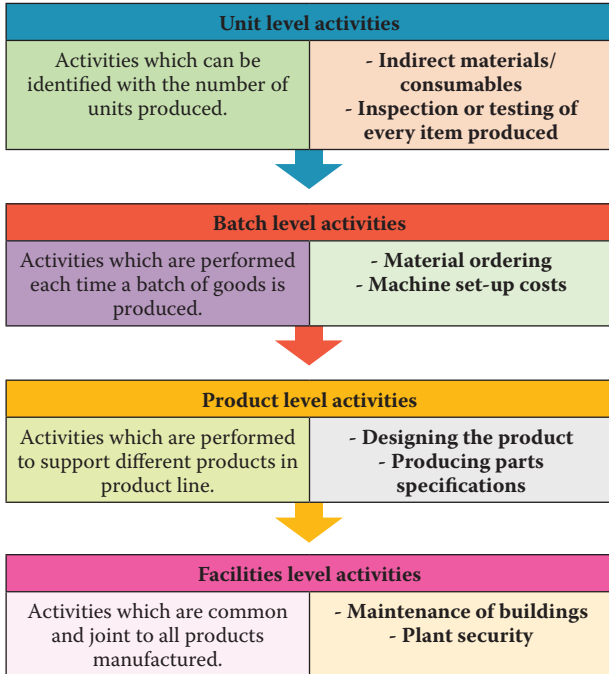 Unit level activities
Activities which can be
identified with the number of
units produced.
- Indirect materials/
consumables
- Inspection or testing of
every item produced
Batch level activities
Activities which are performed
each time a batch of goods is
produced.
- Material ordering
- Machine set-up costs
Product level activities
Activities which are performed
to support different products in
product line.
- Designing the product
- Producing parts
specifications
Facilities level activities
Activities which are common
and joint to all products
manufactured.
- Maintenance of buildings
- Plant security